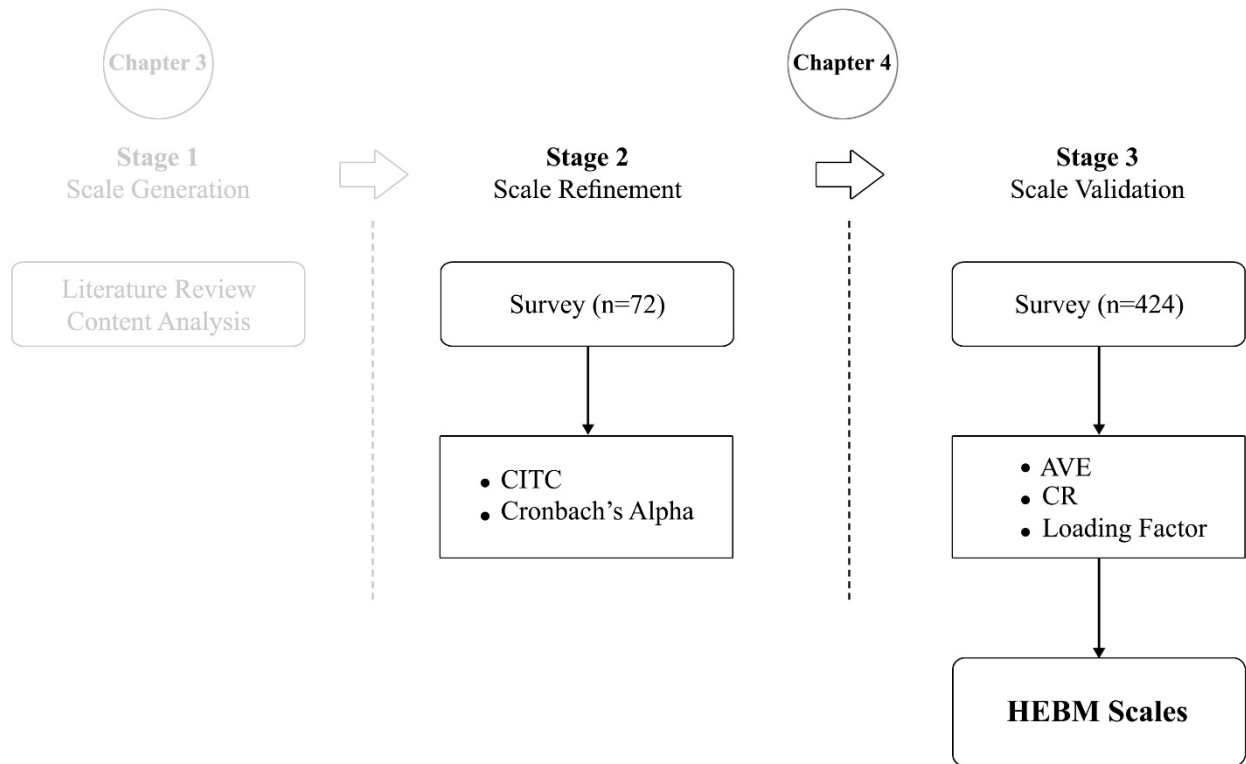 Chapter 3
Chapter 4
Stage 1
Scale Generation
Stage 2
Scale Refinement
Stage 3
Scale Validation
Literature Review
Content Analysis
Survey (n=72)
Survey (n=424)
• CITC
• Cronbach’s Alpha
• AVE
• CR
• Loading Factor
HEBM Scales